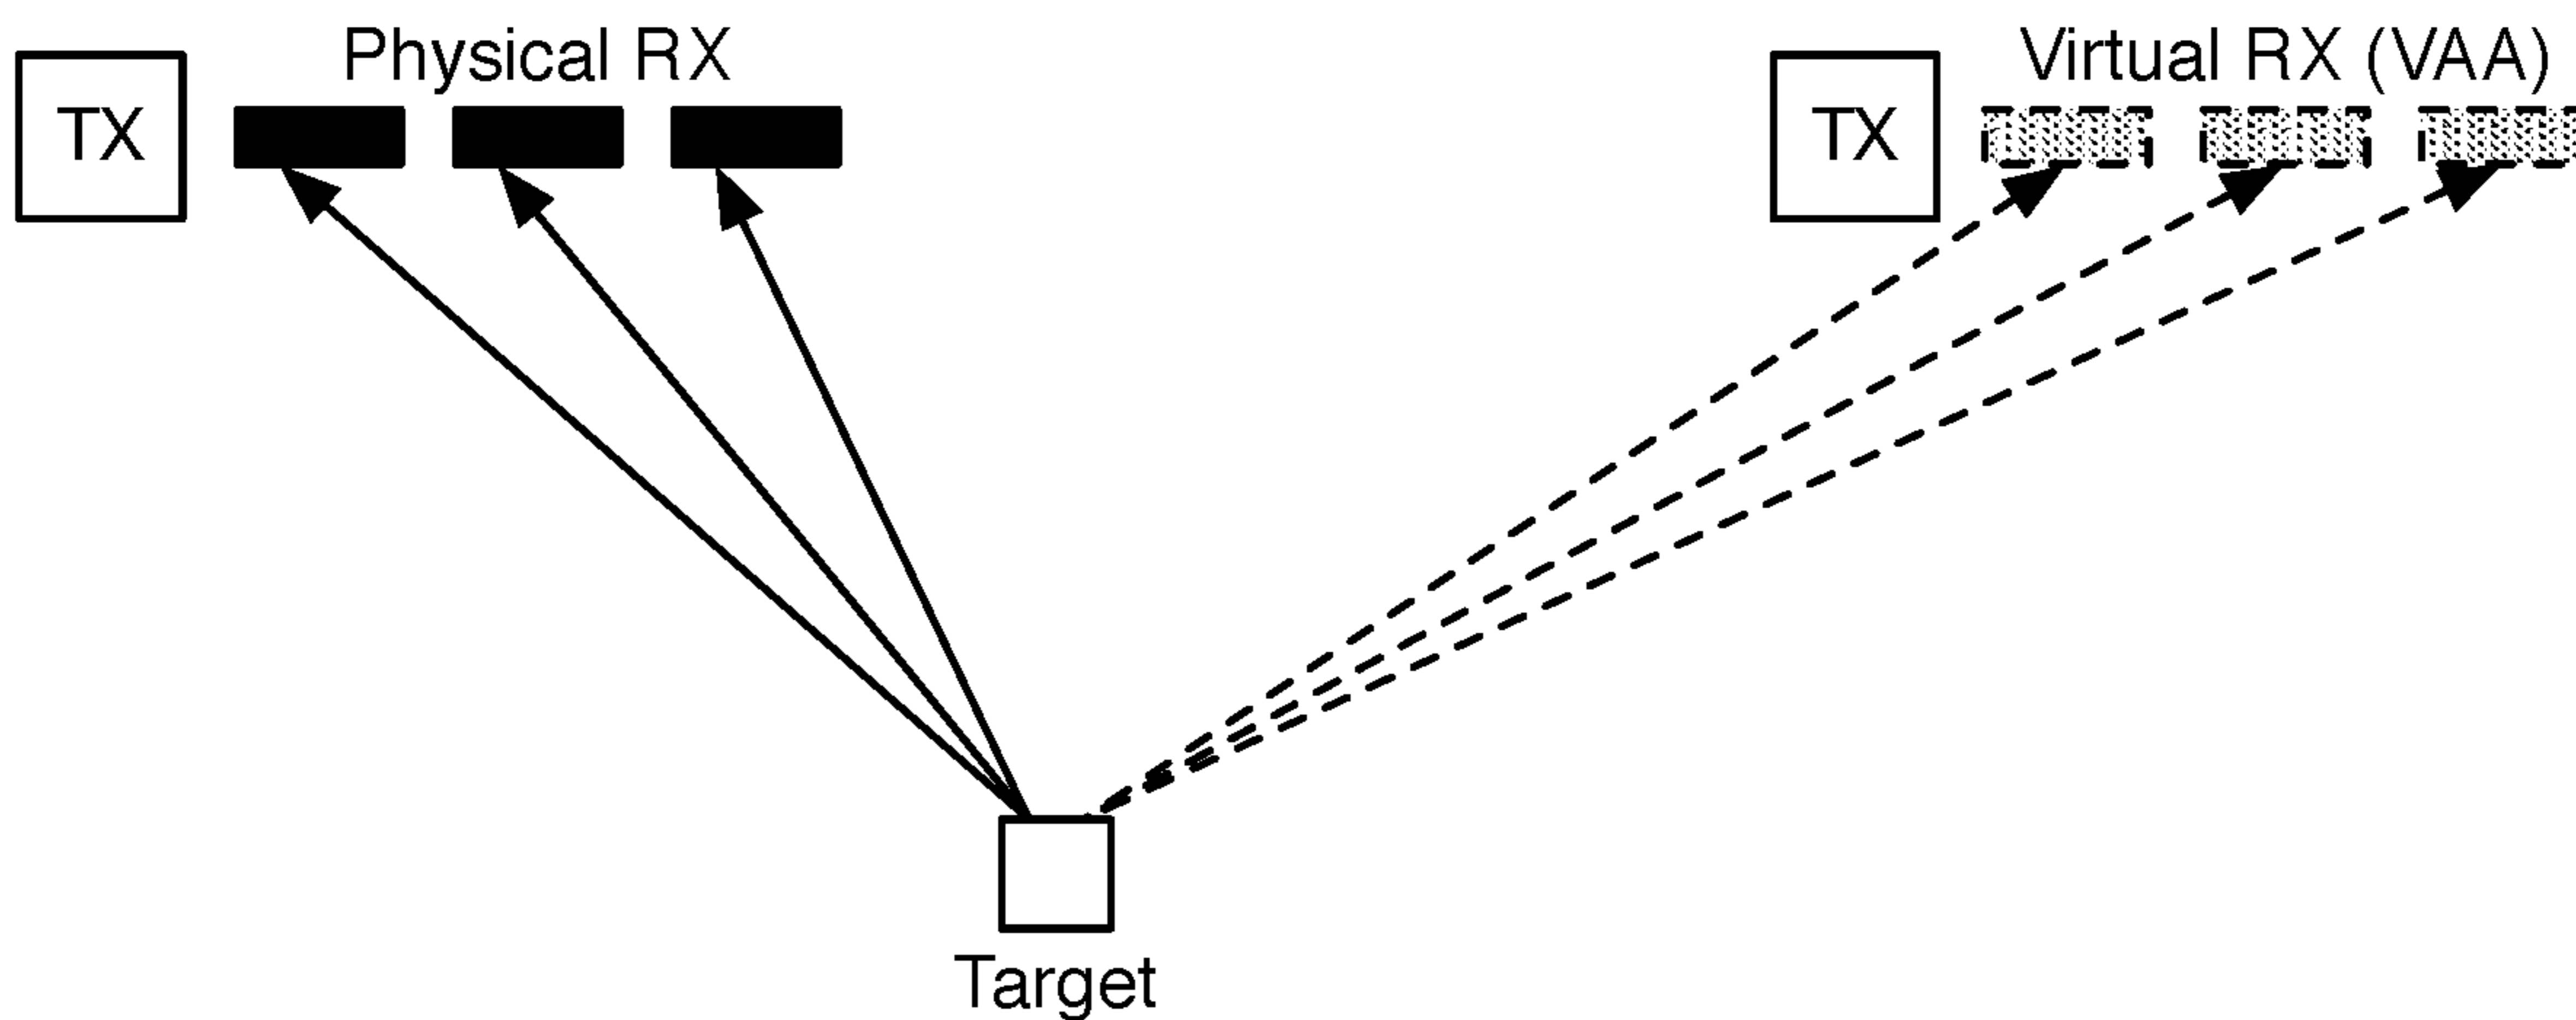 Physical RX
Virtual RX (VAA)
TX
TX
Target